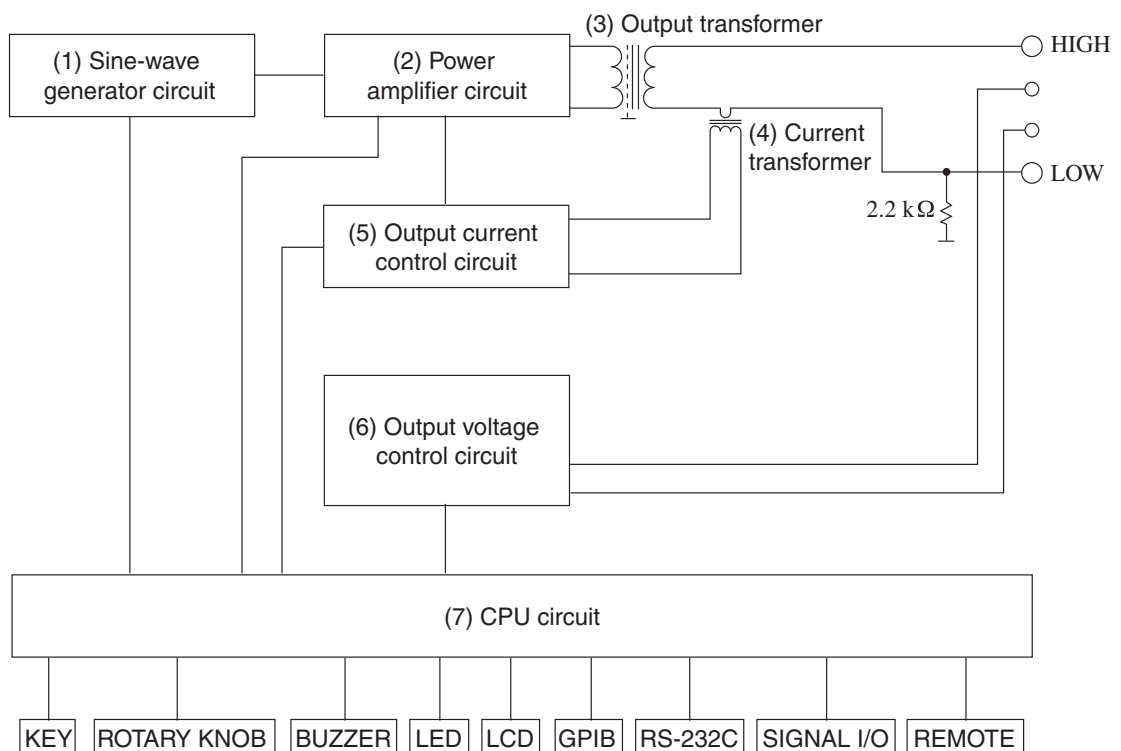 (3) Output transformer
(1) Sine-wave
generator circuit
(2) Power
amplifier circuit
HIGH
(4) Current
transformer
LOW
2.2 kΩ
(5) Output current
control circuit
(6) Output voltage
control circuit
(7) CPU circuit
KEY
ROTARY KNOB
BUZZER
LED
LCD
GPIB
RS-232C
SIGNAL I/O
REMOTE